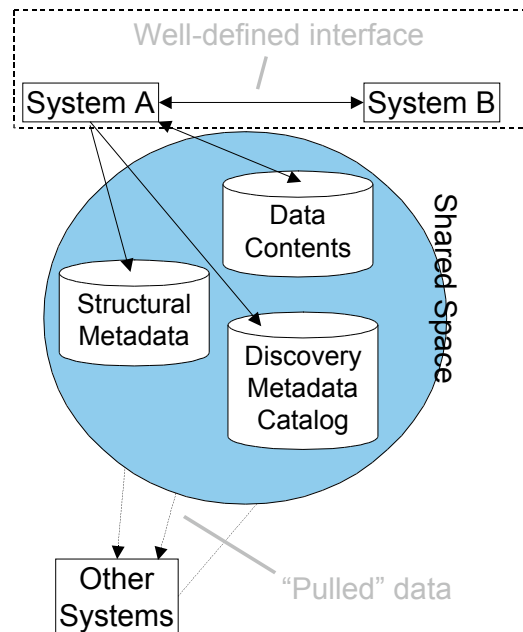 Well-defined interface
System A
System B
Data
Contents
Shared Space
Structural
Metadata
Discovery
Metadata
Catalog
Other
Systems
“Pulled” data